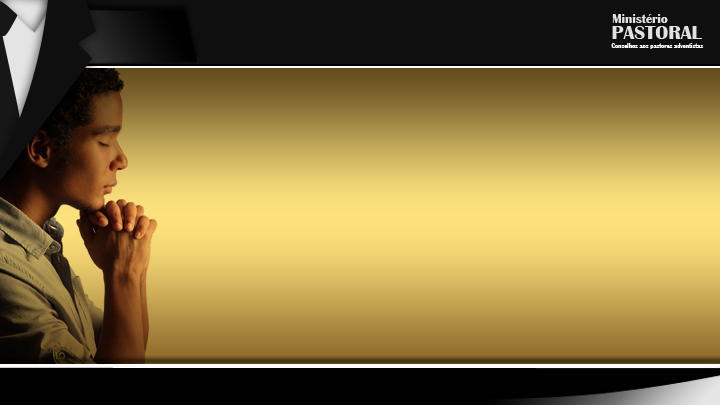 Ministério
PASTORAL
Conselhos aos pastores adventistas